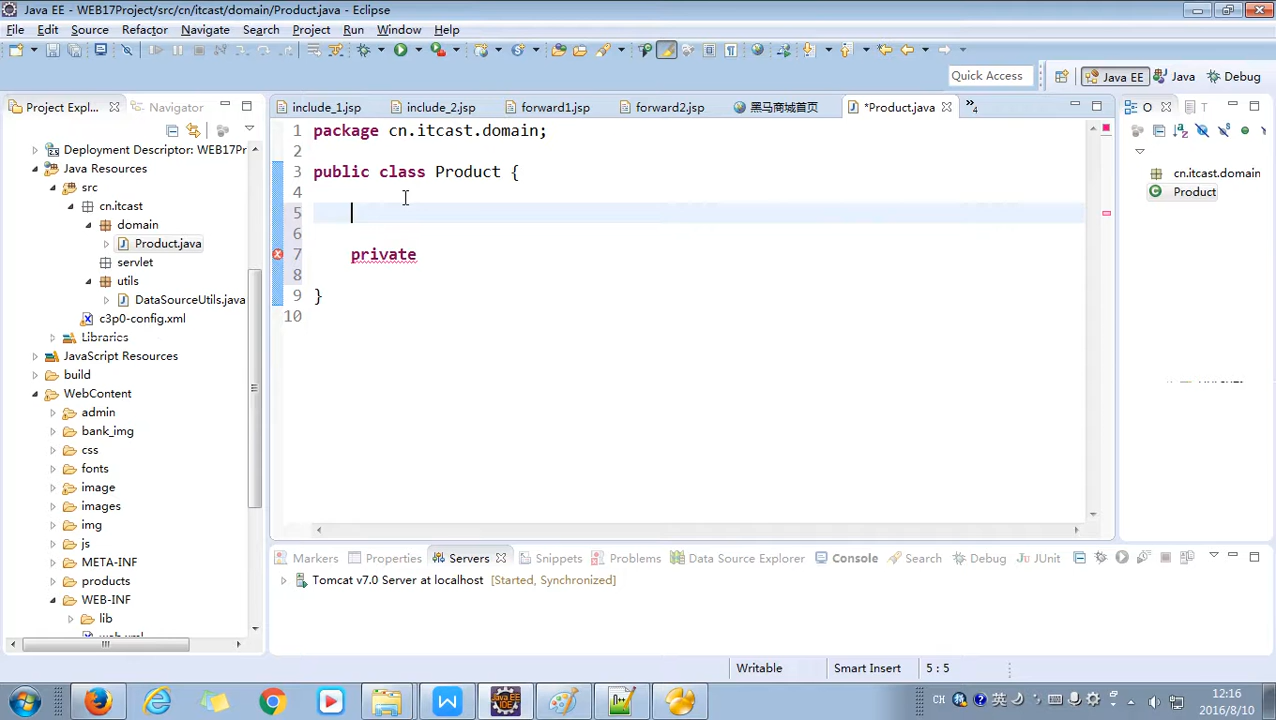 Java EE - WEB17Project/src/cn/itcast/domain/Product.java - Eclipse
File Edit Source Refactor Navigate Search Project Run Window Help
Quick Access
Java EE
Java
Debug
Project Expl...
Navigator
include_1.jsp
include_2.jsp
forward1.jsp
forward2.jsp
黑马商城首页
*Product.java
»4
O
T
Deployment Descriptor: WEB17Pr
Java Resources
src
cn.itcast
domain
Product.java
servlet
utils
DataSourceUtils.java
c3p0-config.xml
Libraries
JavaScript Resources
build
WebContent
admin
bank_img
css
fonts
image
images
img
js
META-INF
products
WEB-INF
lib
web.xml
1 package cn.itcast.domain;
2
3 public class Product {
4
5
6
7 private
8
9 }
10
cn.itcast.domain
Product
Markers
Properties
Servers
Snippets
Problems
Data Source Explorer
Console
Search
Debug
JUnit
Tomcat v7.0 Server at localhost [Started, Synchronized]
Writable
Smart Insert
5 : 5
CH
英
12:16
2016/8/10